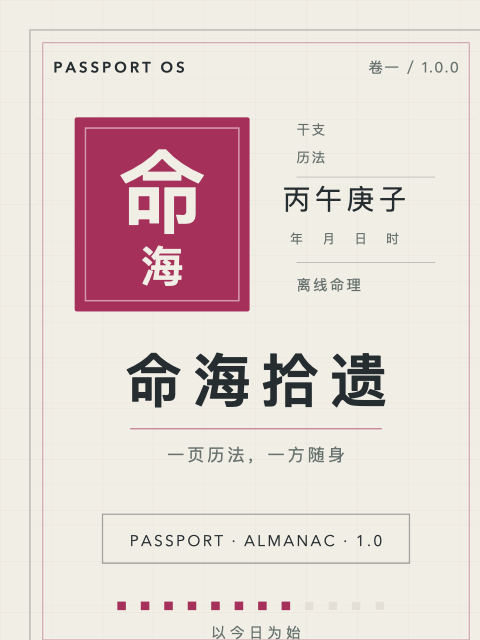 PASSPORT OS
卷一 / 1.0.0
命
海
干支
历法
丙午庚子
年 月 日 时
离线命理
命海拾遗
一页历法，一方随身
PASSPORT · ALMANAC · 1.0
以今日为始